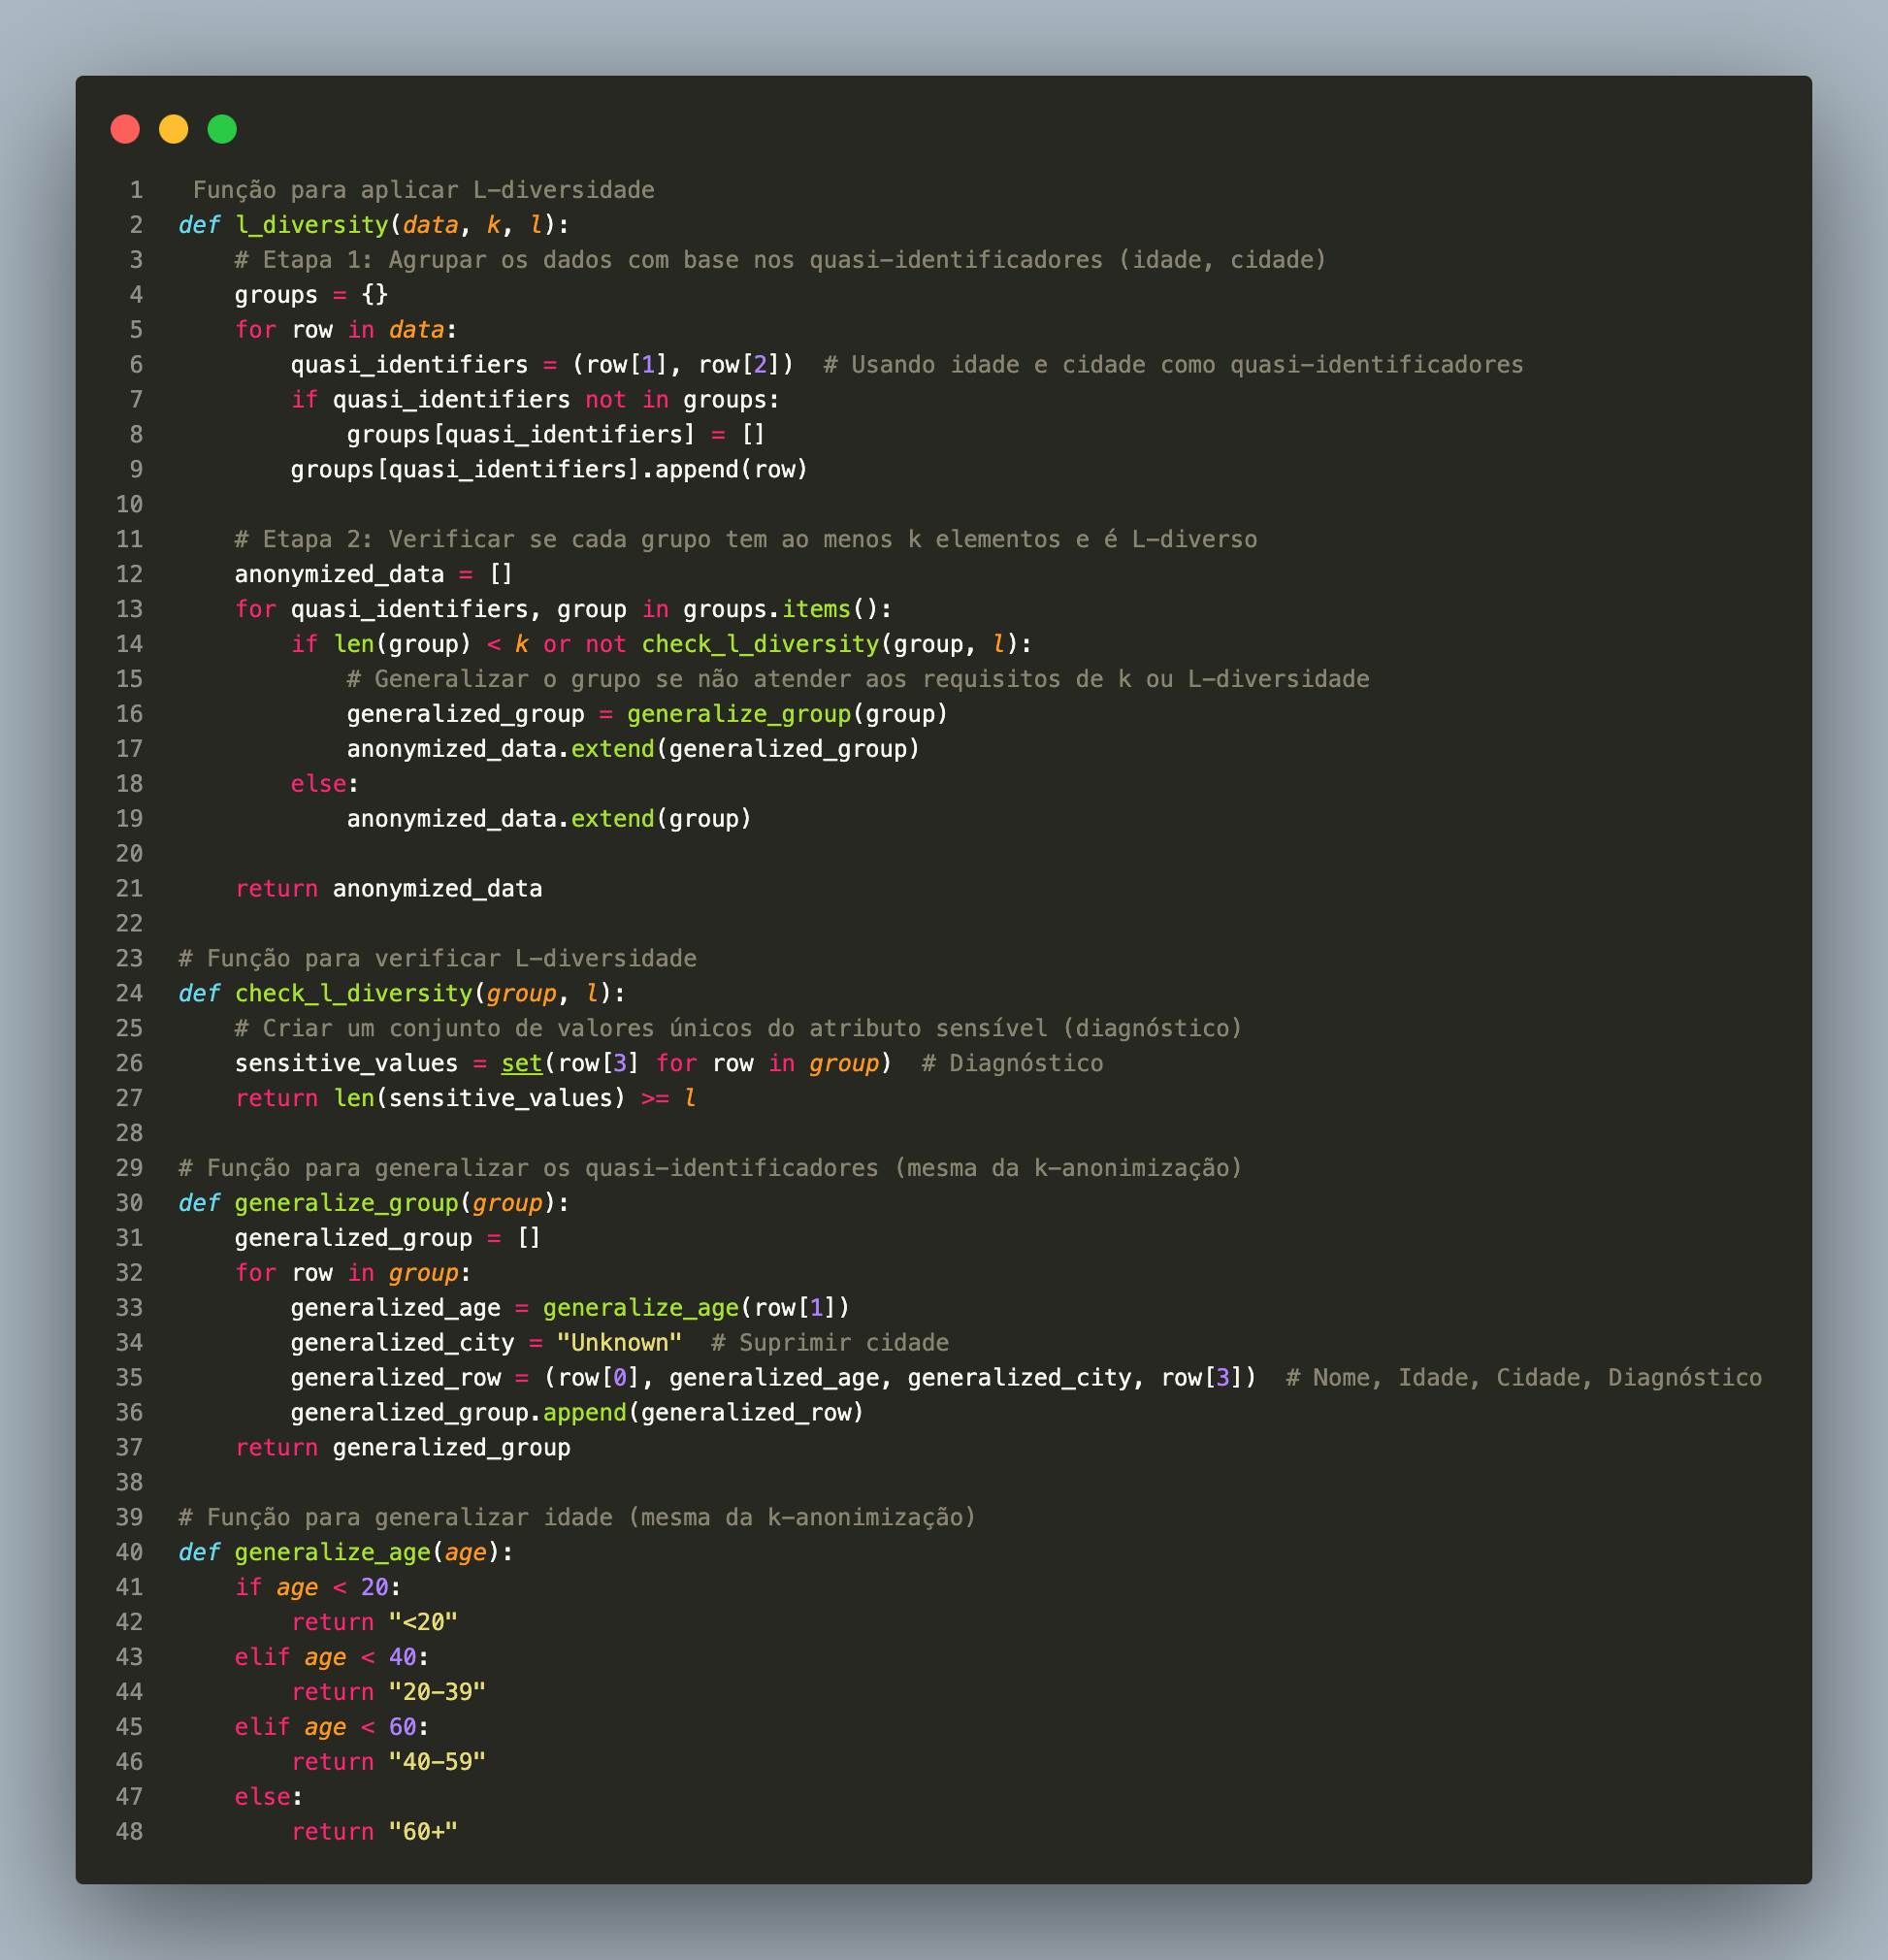 1 Função para aplicar L-diversidade
2 def l_diversity(data, k, l):
3     # Etapa 1: Agrupar os dados com base nos quasi-identificadores (idade, cidade)
4     groups = {}
5     for row in data:
6         quasi_identifiers = (row[1], row[2])  # Usando idade e cidade como quasi-identificadores
7         if quasi_identifiers not in groups:
8             groups[quasi_identifiers] = []
9         groups[quasi_identifiers].append(row)
10
11     # Etapa 2: Verificar se cada grupo tem ao menos k elementos e é L-diverso
12     anonymized_data = []
13     for quasi_identifiers, group in groups.items():
14         if len(group) < k or not check_l_diversity(group, l):
15             # Generalizar o grupo se não atender aos requisitos de k ou L-diversidade
16             generalized_group = generalize_group(group)
17             anonymized_data.extend(generalized_group)
18         else:
19             anonymized_data.extend(group)
20
21     return anonymized_data
22
23 # Função para verificar L-diversidade
24 def check_l_diversity(group, l):
25     # Criar um conjunto de valores únicos do atributo sensível (diagnóstico)
26     sensitive_values = set(row[3] for row in group)  # Diagnóstico
27     return len(sensitive_values) >= l
28
29 # Função para generalizar os quasi-identificadores (mesma da k-anonimização)
30 def generalize_group(group):
31     generalized_group = []
32     for row in group:
33         generalized_age = generalize_age(row[1])
34         generalized_city = "Unknown"  # Suprimir cidade
35         generalized_row = (row[0], generalized_age, generalized_city, row[3])  # Nome, Idade, Cidade, Diagnóstico
36         generalized_group.append(generalized_row)
37     return generalized_group
38
39 # Função para generalizar idade (mesma da k-anonimização)
40 def generalize_age(age):
41     if age < 20:
42         return "<20"
43     elif age < 40:
44         return "20-39"
45     elif age < 60:
46         return "40-59"
47     else:
48         return "60+"